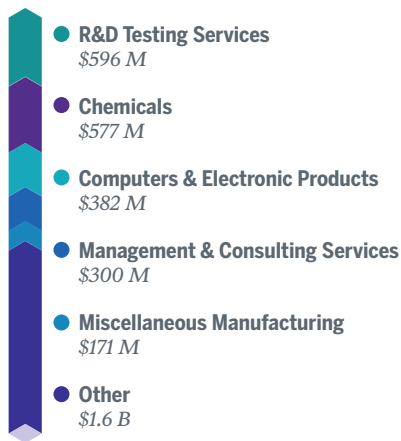 R&D Testing Services
$596 M
Chemicals
$577 M
Computers & Electronic Products
$382 M
Management & Consulting Services
$300 M
Miscellaneous Manufacturing
$171 M
Other
$1.6 B